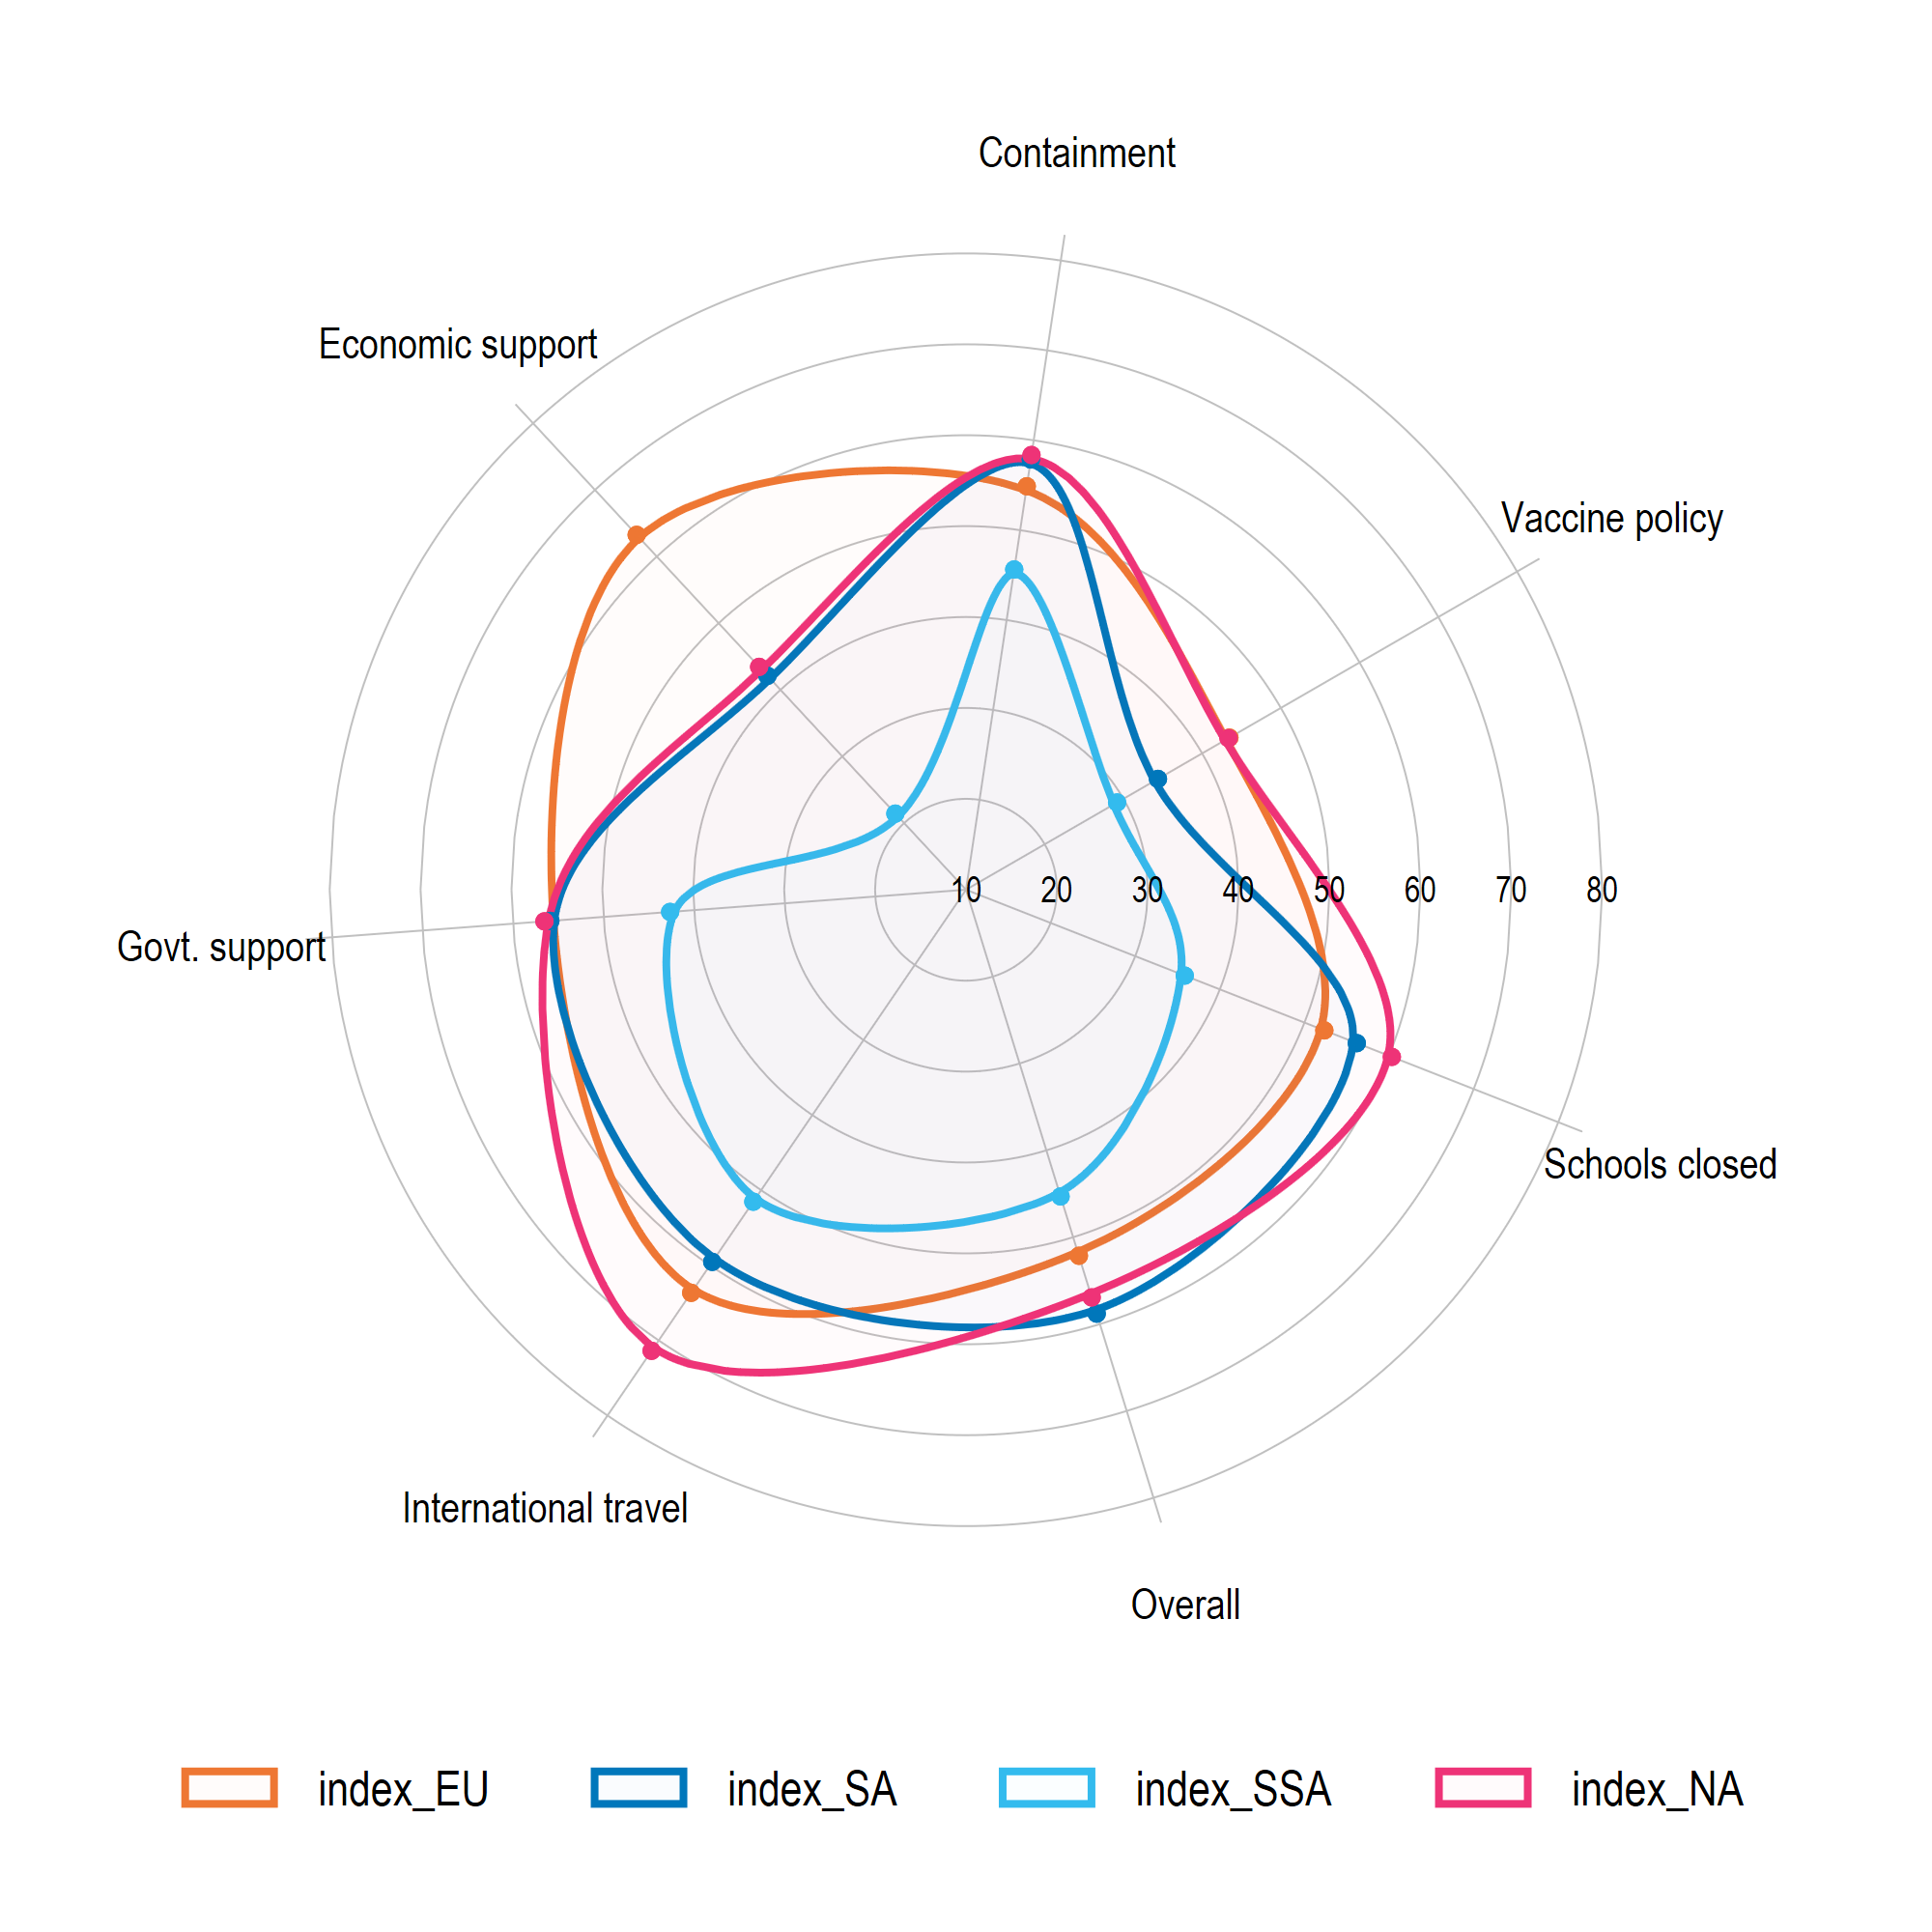 Containment
Economic support
Vaccine policy
10 20 30 40 50 60 70 80
Govt. support
Schools closed
International travel
Overall
index_EU index_SA index_SSA index_NA